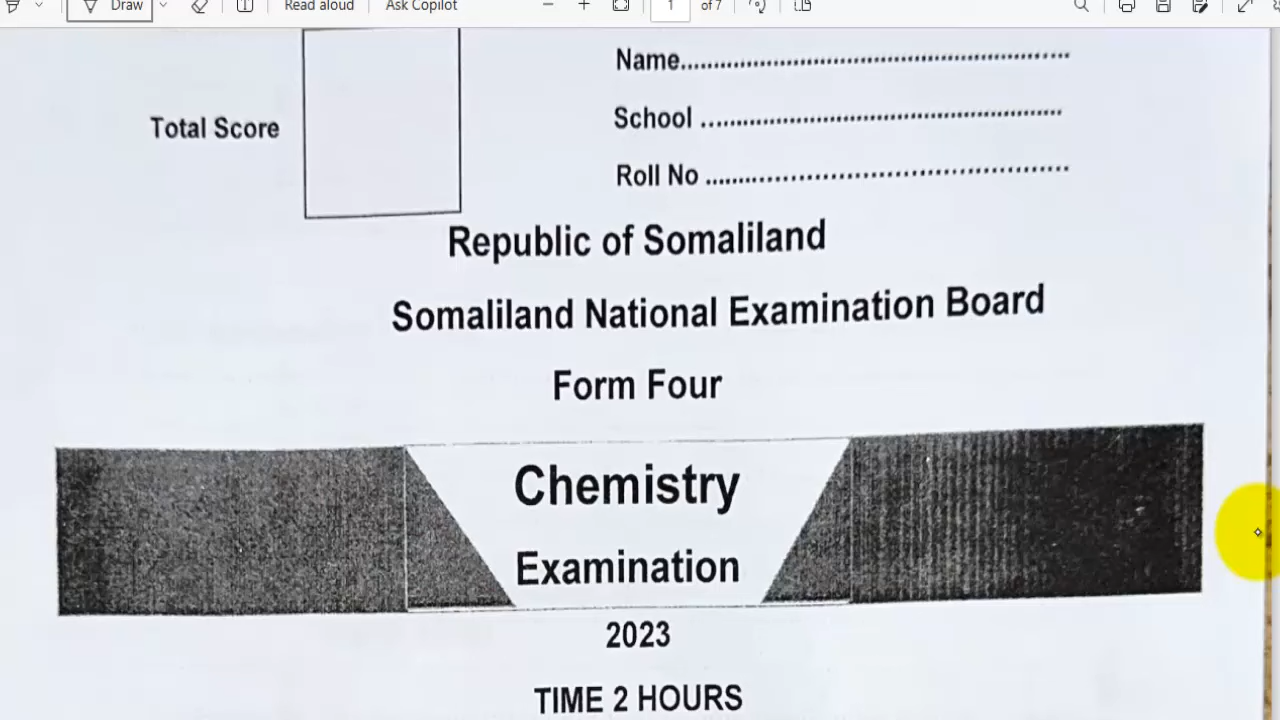 Draw
Read aloud
Ask Copilot
1
of 7
Name
School
Roll No
Total Score
Republic of Somaliland
Somaliland National Examination Board
Form Four
Chemistry
Examination
2023
TIME 2 HOURS